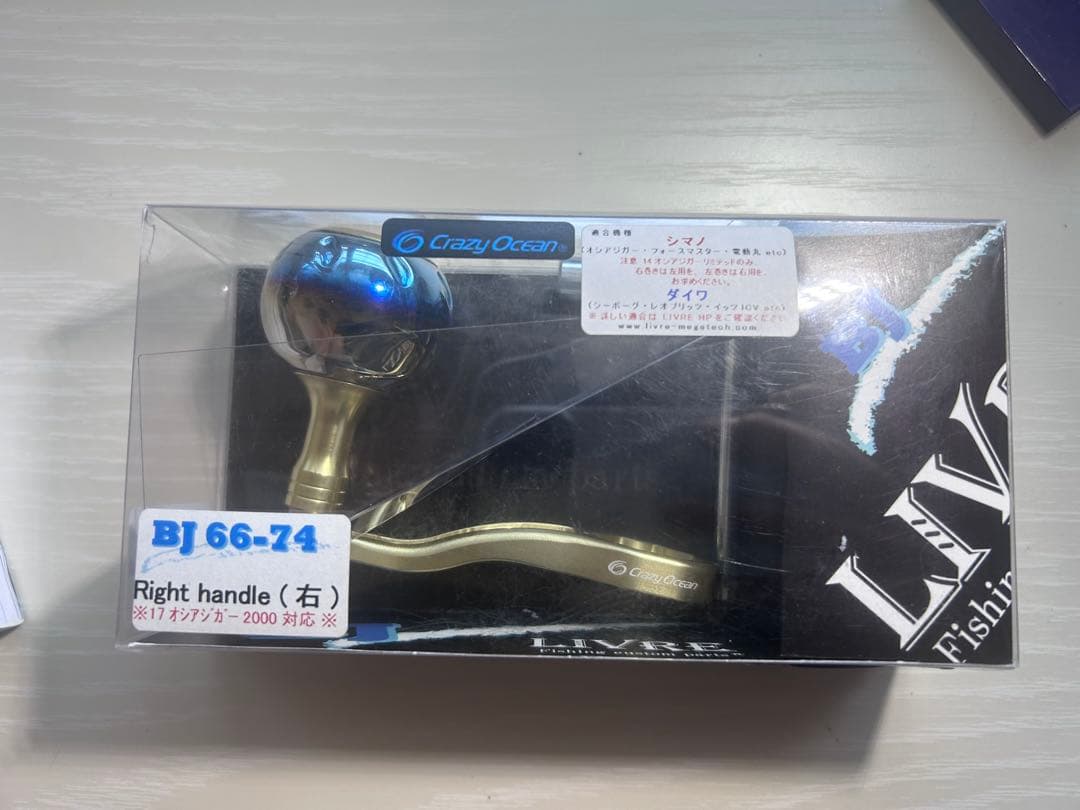 Crazy Ocean
適合機種
シマノ
(オシアジガー・フォースマスター・電動丸 etc)
注意 14オシアジガーリミテッドのみ、
右巻きは左用を、左巻きは右用を、
お求めください。
ダイワ
(シーボーグ・レオブリッツ・イッツICV etc)
※詳しい適合は LIVRE HPをご確認ください
www.livre-megatech.com
BJ
LIVR
Fishin
BJ 66-74
Right handle ( 右 )
※17 オシアジガー 2000 対応 ※
Crazy Ocean
LIVRE
Fishing custom parts